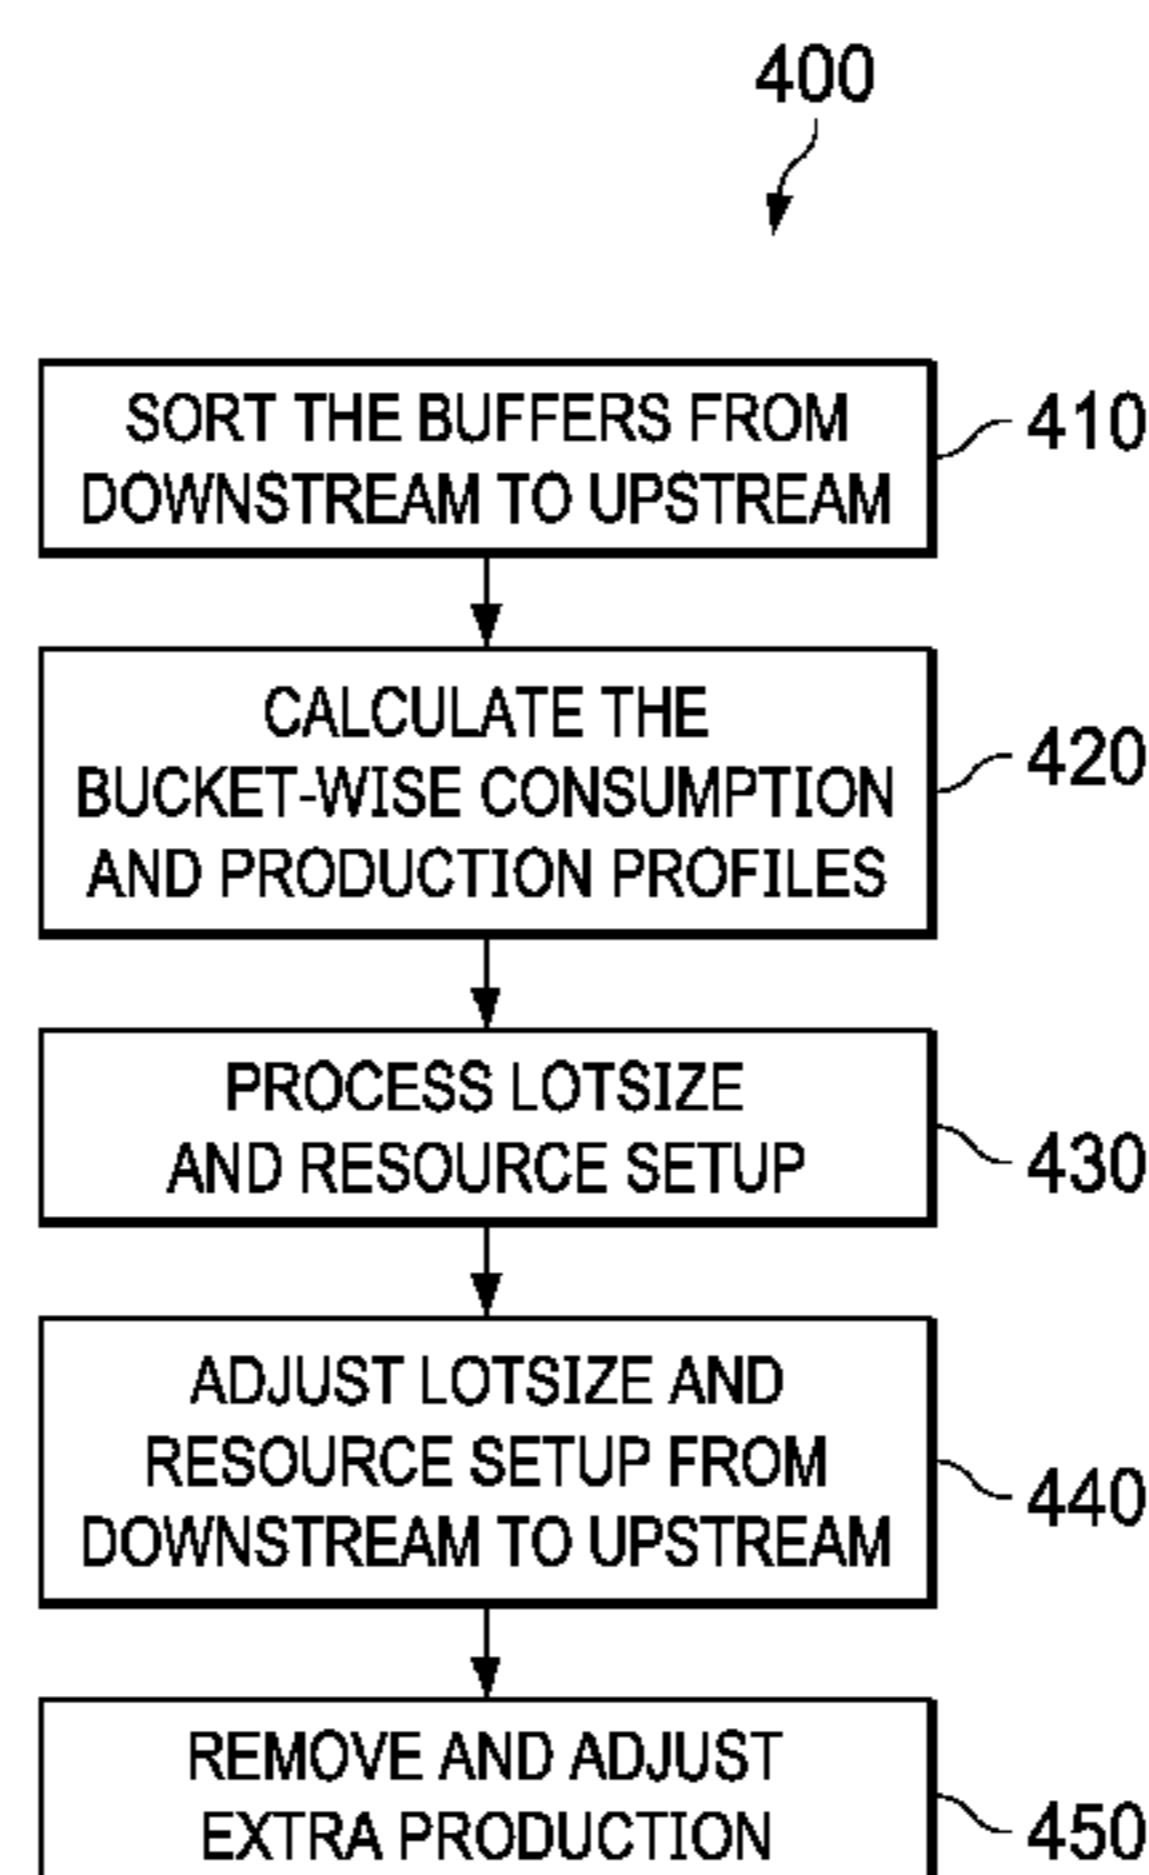 400
SORT THE BUFFERS FROM
DOWNSTREAM TO UPSTREAM
410
CALCULATE THE
BUCKET-WISE CONSUMPTION
AND PRODUCTION PROFILES
420
PROCESS LOTSIZE
AND RESOURCE SETUP
430
ADJUST LOTSIZE AND
RESOURCE SETUP FROM
DOWNSTREAM TO UPSTREAM
440
REMOVE AND ADJUST
EXTRA PRODUCTION
450